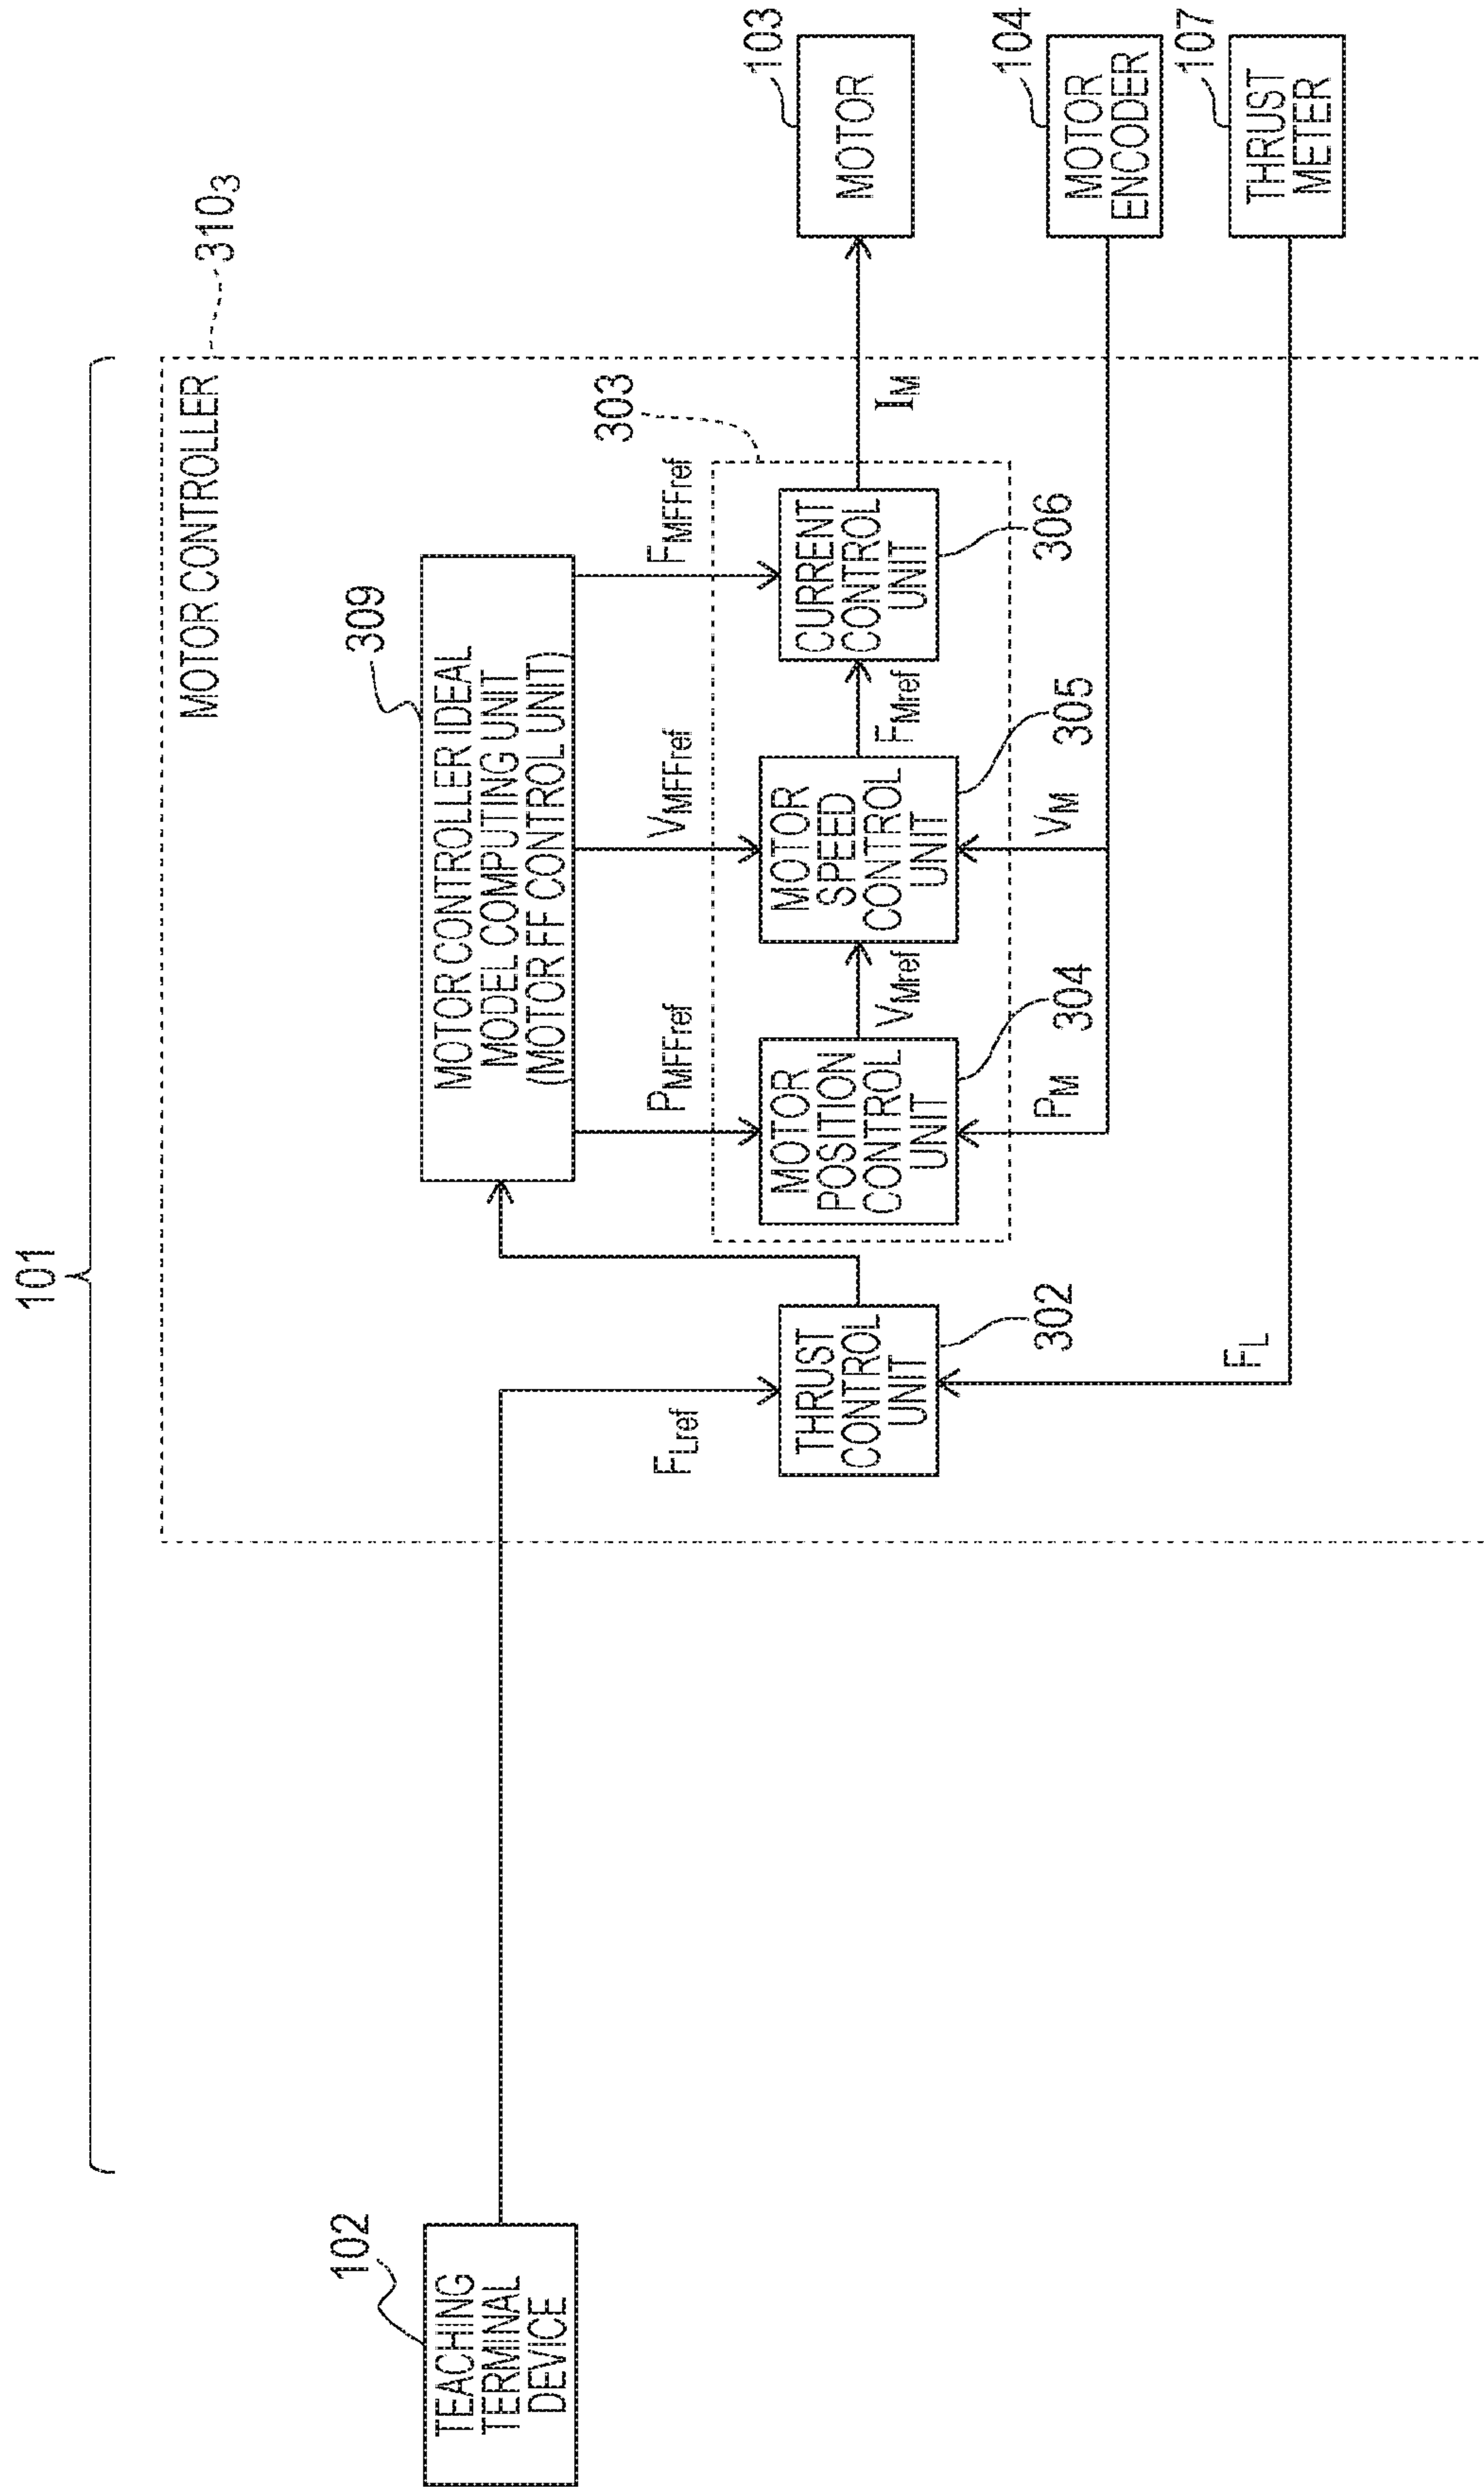 101
MOTOR CONTROLLER
310₃
102
TEACHING
TERMINAL
DEVICE
309
MOTOR CONTROLLER IDEAL
MODEL COMPUTING UNIT
(MOTOR FF CONTROL UNIT)
F_Lref
P_MFFref
V_MFFref
F_MFFref
303
THRUST
CONTROL
UNIT
302
MOTOR
POSITION
CONTROL
UNIT
304
V_Mref
MOTOR
SPEED
CONTROL
UNIT
305
F_Mref
CURRENT
CONTROL
UNIT
306
I_M
MOTOR
103
P_M
V_M
MOTOR
ENCODER
104
F_L
THRUST
METER
107